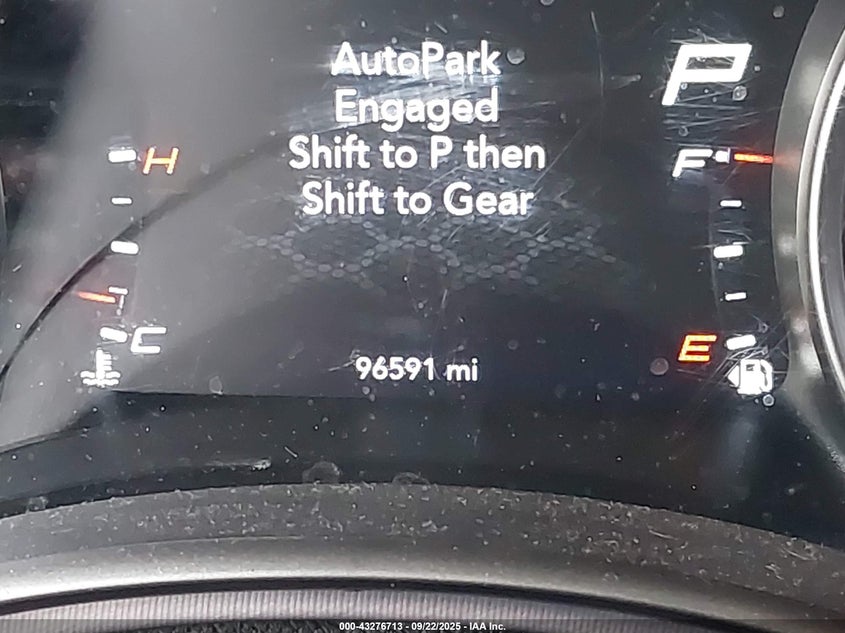 AutoPark
Engaged
Shift to P then
Shift to Gear
P
H
F
C
E
96591 mi
000-43276713 - 09/22/2025 - IAA Inc.